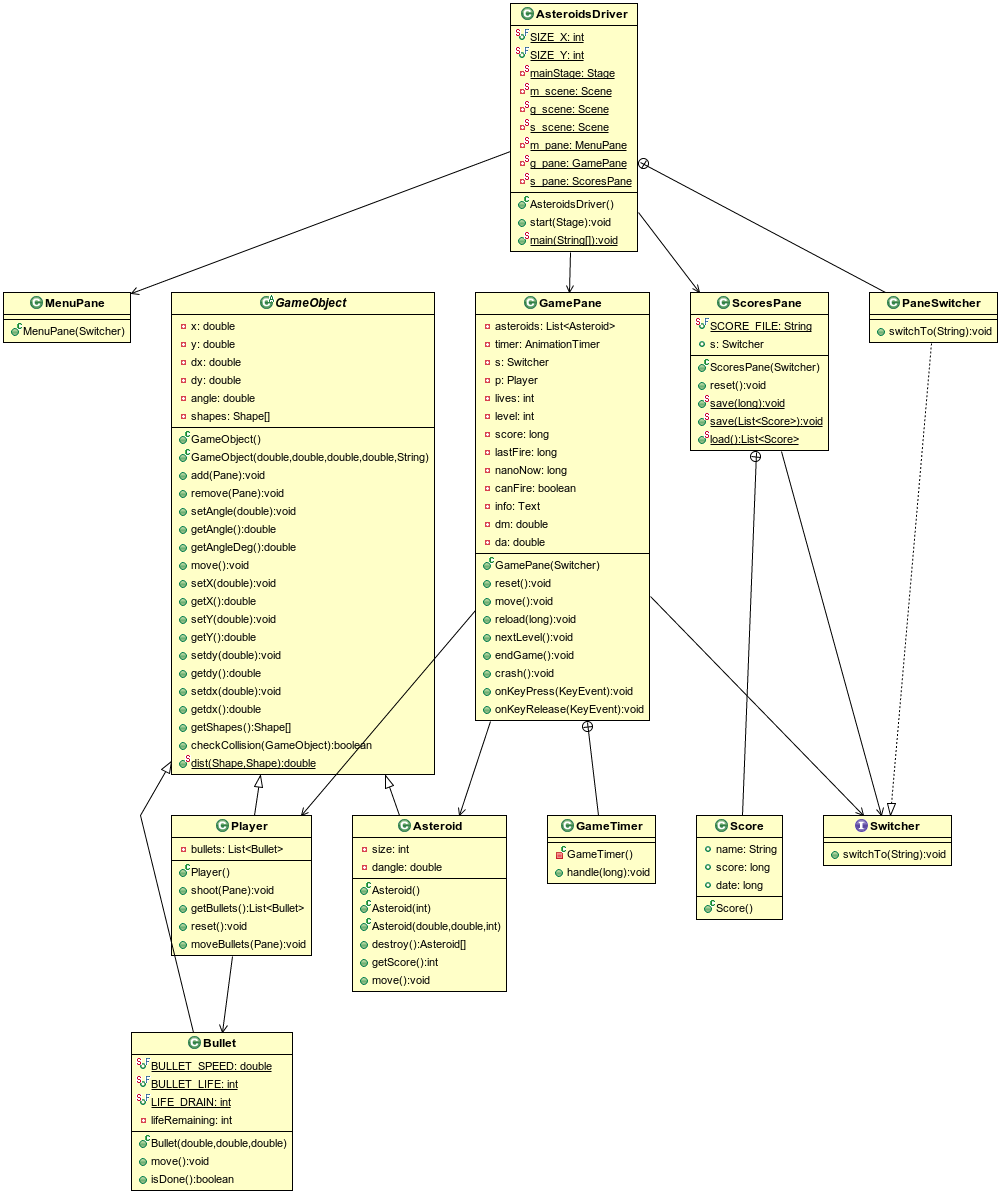 AsteroidsDriver
SIZE_X: int
SIZE_Y: int
mainStage: Stage
m_scene: Scene
g_scene: Scene
s_scene: Scene
m_pane: MenuPane
g_pane: GamePane
s_pane: ScoresPane
AsteroidsDriver()
start(Stage):void
main(String[]):void
MenuPane
MenuPane(Switcher)
GameObject
x: double
y: double
dx: double
dy: double
angle: double
shapes: Shape[]
GameObject()
GameObject(double,double,double,double,String)
add(Pane):void
remove(Pane):void
setAngle(double):void
getAngle():double
getAngleDeg():double
move():void
setX(double):void
getX():double
setY(double):void
getY():double
setdy(double):void
getdy():double
setdx(double):void
getdx():double
getShapes():Shape[]
checkCollision(GameObject):boolean
dist(Shape,Shape):double
GamePane
asteroids: List<Asteroid>
timer: AnimationTimer
s: Switcher
p: Player
lives: int
level: int
score: long
lastFire: long
nanoNow: long
canFire: boolean
info: Text
dm: double
da: double
GamePane(Switcher)
reset():void
move():void
reload(long):void
nextLevel():void
endGame():void
crash():void
onKeyPress(KeyEvent):void
onKeyRelease(KeyEvent):void
ScoresPane
SCORE_FILE: String
s: Switcher
ScoresPane(Switcher)
reset():void
save(long):void
save(List<Score>):void
load():List<Score>
PaneSwitcher
switchTo(String):void
Player
bullets: List<Bullet>
Player()
shoot(Pane):void
getBullets():List<Bullet>
reset():void
moveBullets(Pane):void
Asteroid
size: int
dangle: double
Asteroid()
Asteroid(int)
Asteroid(double,double,int)
destroy():Asteroid[]
getScore():int
move():void
GameTimer
GameTimer()
handle(long):void
Score
name: String
score: long
date: long
Score()
Switcher
switchTo(String):void
Bullet
BULLET_SPEED: double
BULLET_LIFE: int
LIFE_DRAIN: int
lifeRemaining: int
Bullet(double,double,double)
move():void
isDone():boolean